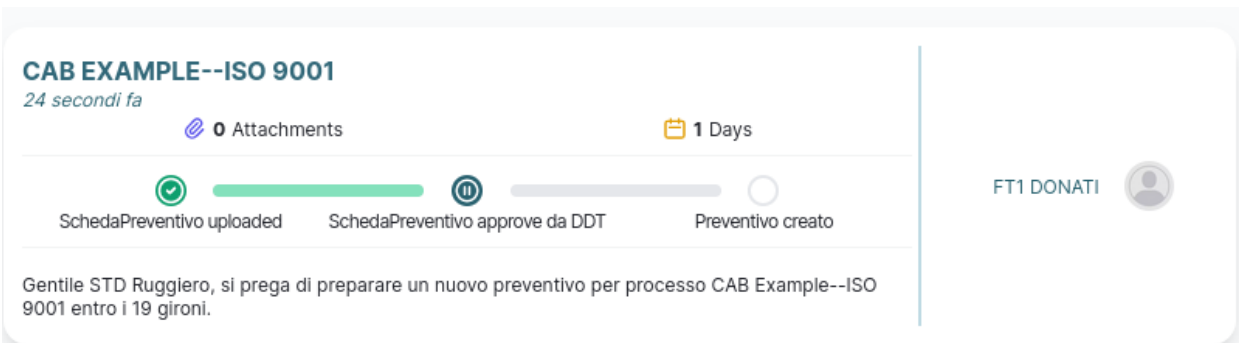 CAB EXAMPLE--ISO 9001
24 secondi fa
0 Attachments
1 Days
SchedaPreventivo uploaded
SchedaPreventivo approve da DDT
Preventivo creato
Gentile STD Ruggiero, si prega di preparare un nuovo preventivo per processo CAB Example--ISO
9001 entro i 19 gironi.
FT1 DONATI